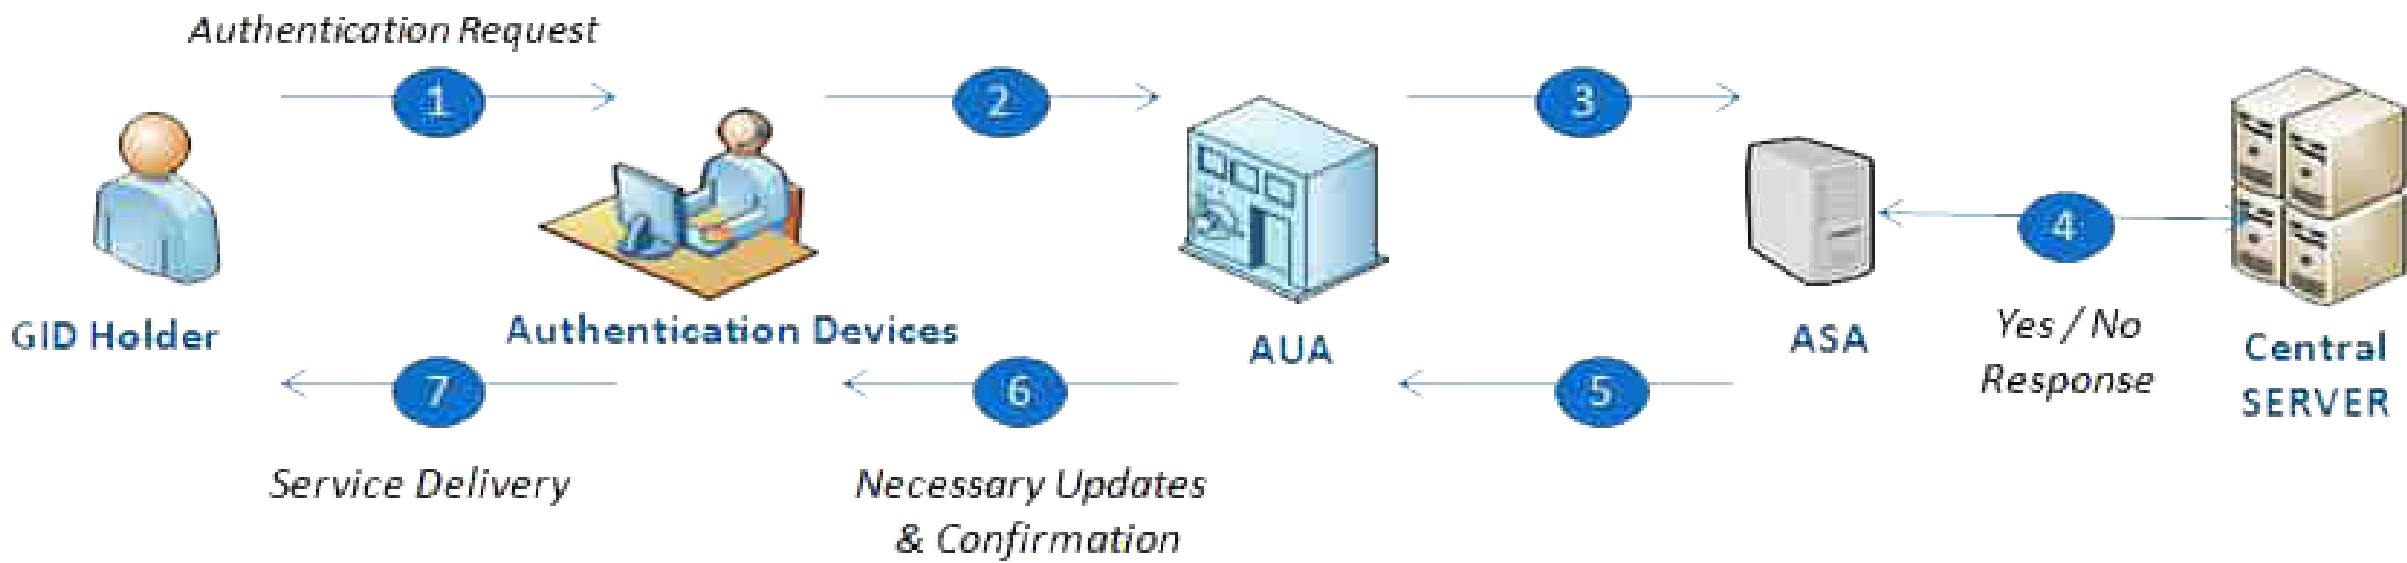 Authentication Request
1
2
3
4
GID Holder
Authentication Devices
AUA
ASA
Yes / No
Response
Central
SERVER
7
6
5
Service Delivery
Necessary Updates
& Confirmation